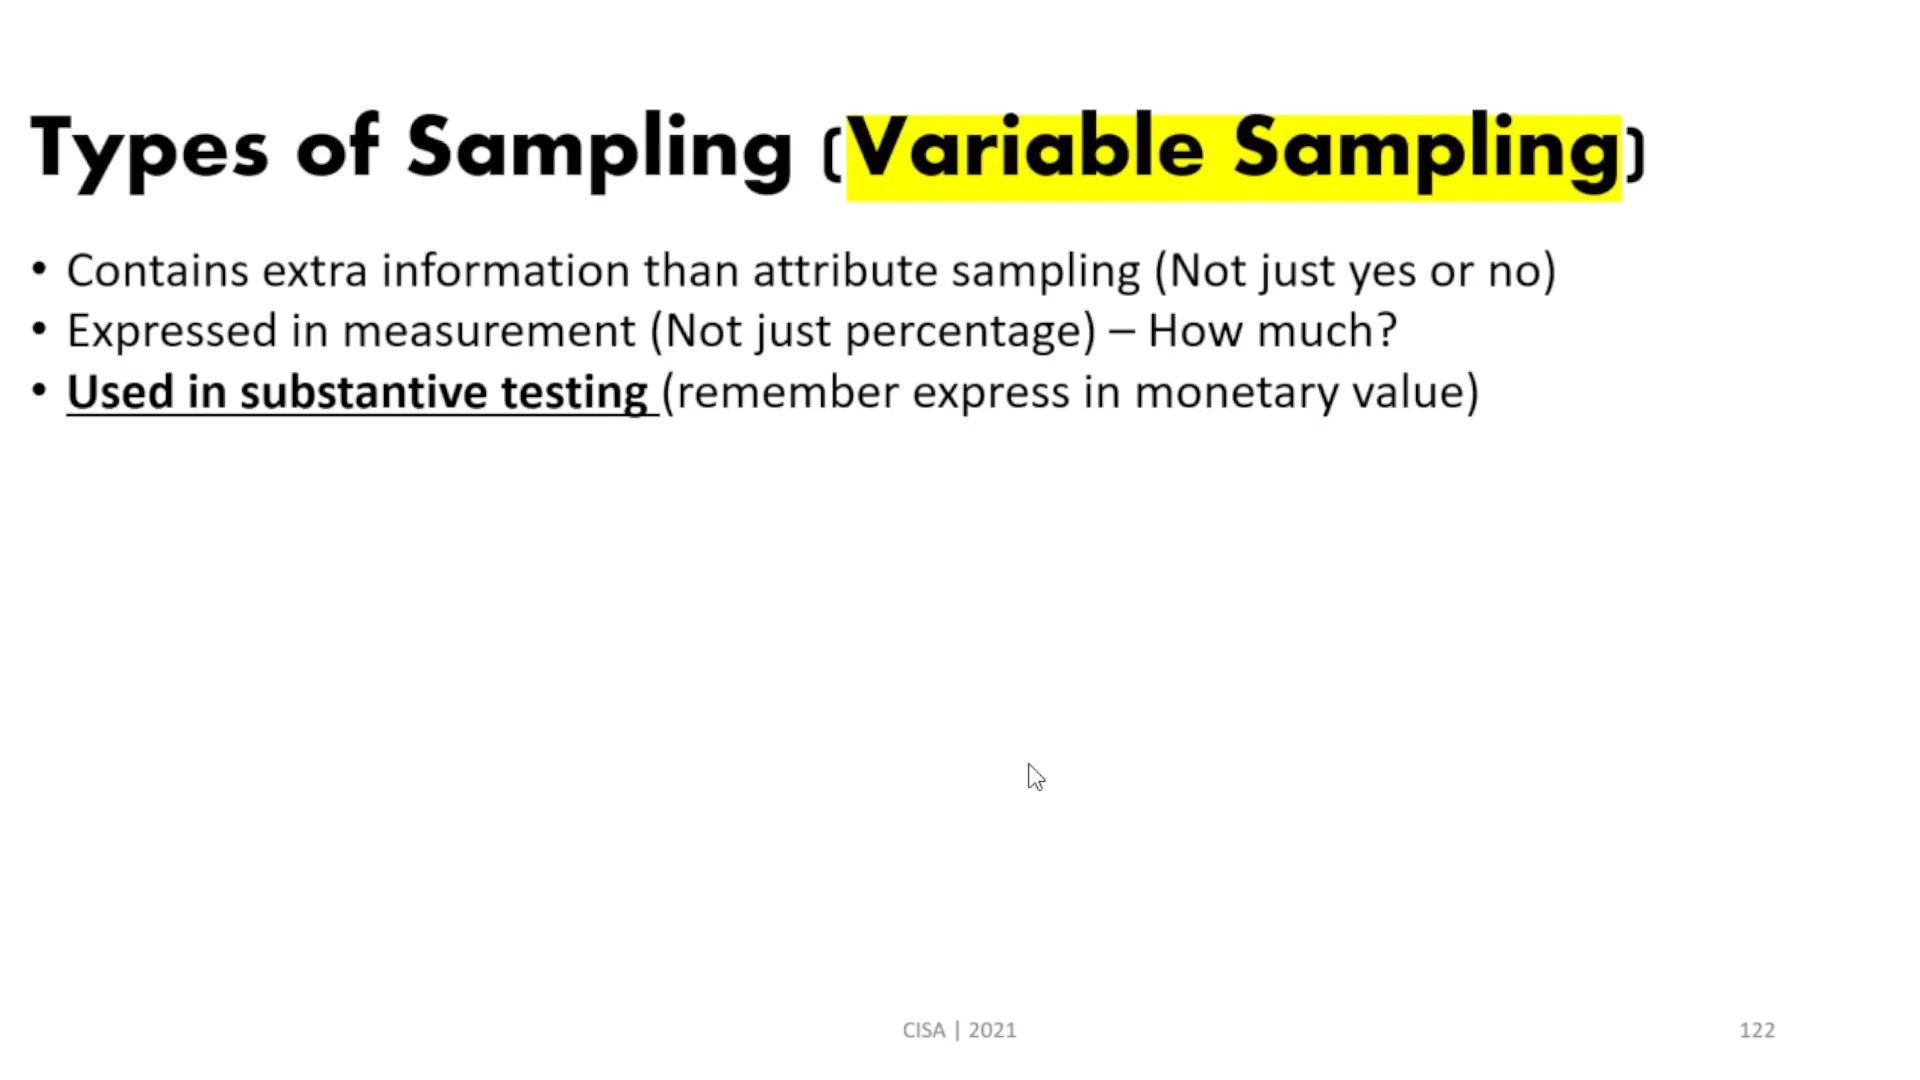 Types of Sampling (Variable Sampling)
• Contains extra information than attribute sampling (Not just yes or no)
• Expressed in measurement (Not just percentage) – How much?
• Used in substantive testing (remember express in monetary value)
CISA | 2021
122